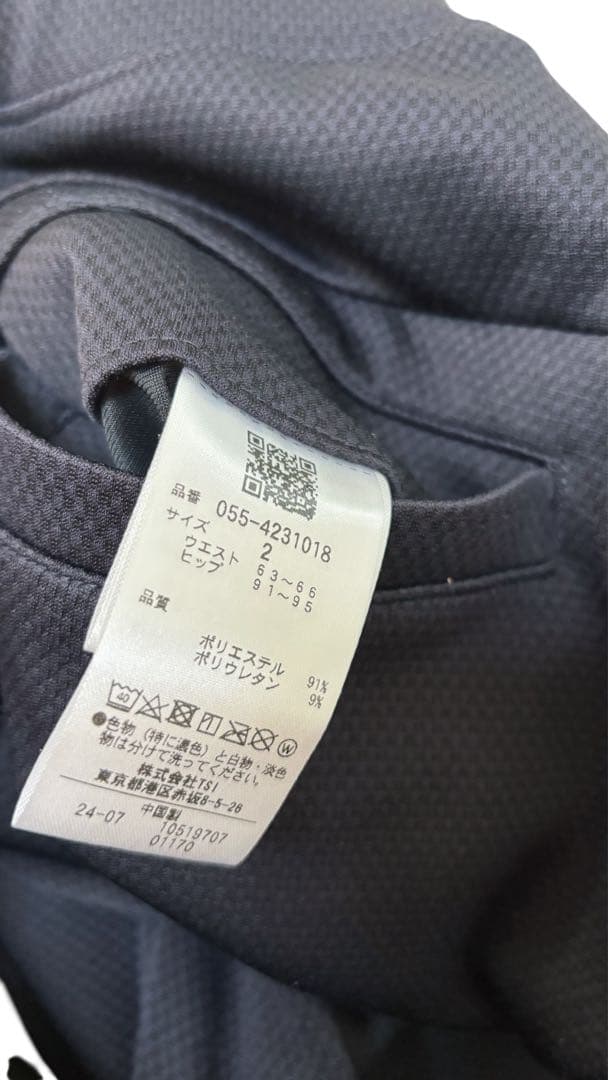 品番 055-4231018
サイズ 2
ウエスト 63~66
ヒップ 91~95
品質
ポリエステル 91%
ポリウレタン 9%
40 W
●色物(特に濃色)と白物・淡色
物は分けて洗ってください。
株式会社TSI
東京都港区赤坂8-5-26
24-07 中国製
10519707
01170